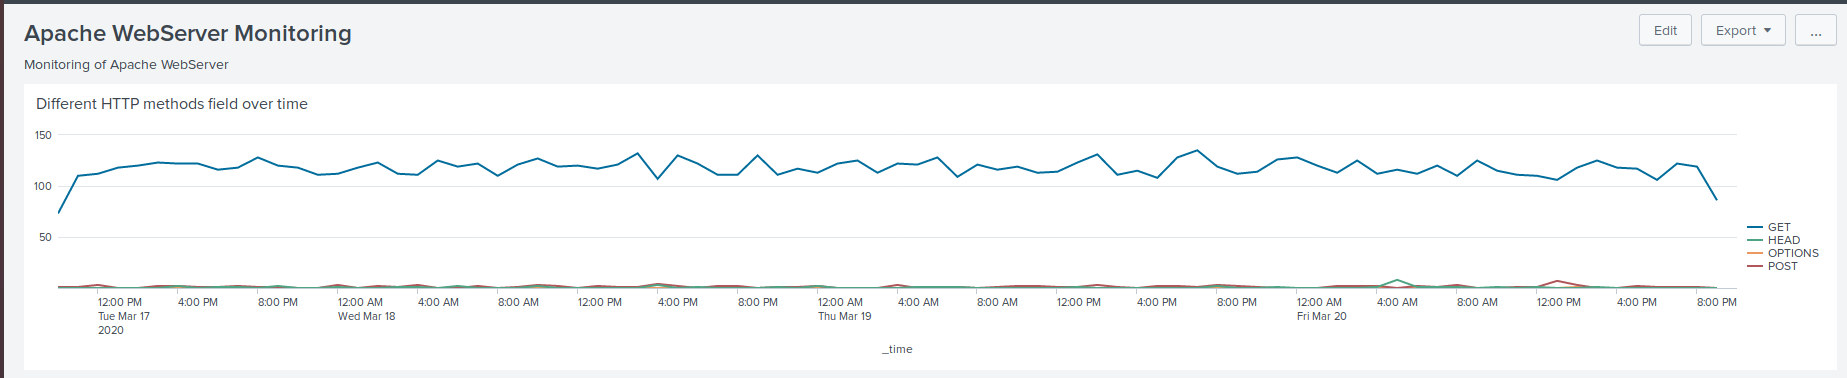 Apache WebServer Monitoring
Edit
Export
...
Monitoring of Apache WebServer
Different HTTP methods field over time
150
100
50
GET
HEAD
OPTIONS
POST
12:00 PM 4:00 PM 8:00 PM 12:00 AM 4:00 AM 8:00 AM 12:00 PM 4:00 PM 8:00 PM 12:00 AM 4:00 AM 8:00 AM 12:00 PM 4:00 PM 8:00 PM 12:00 AM 4:00 AM 8:00 AM 12:00 PM 4:00 PM 8:00 PM
Tue Mar 17 Wed Mar 18 Thu Mar 19 Fri Mar 20
2020
_time